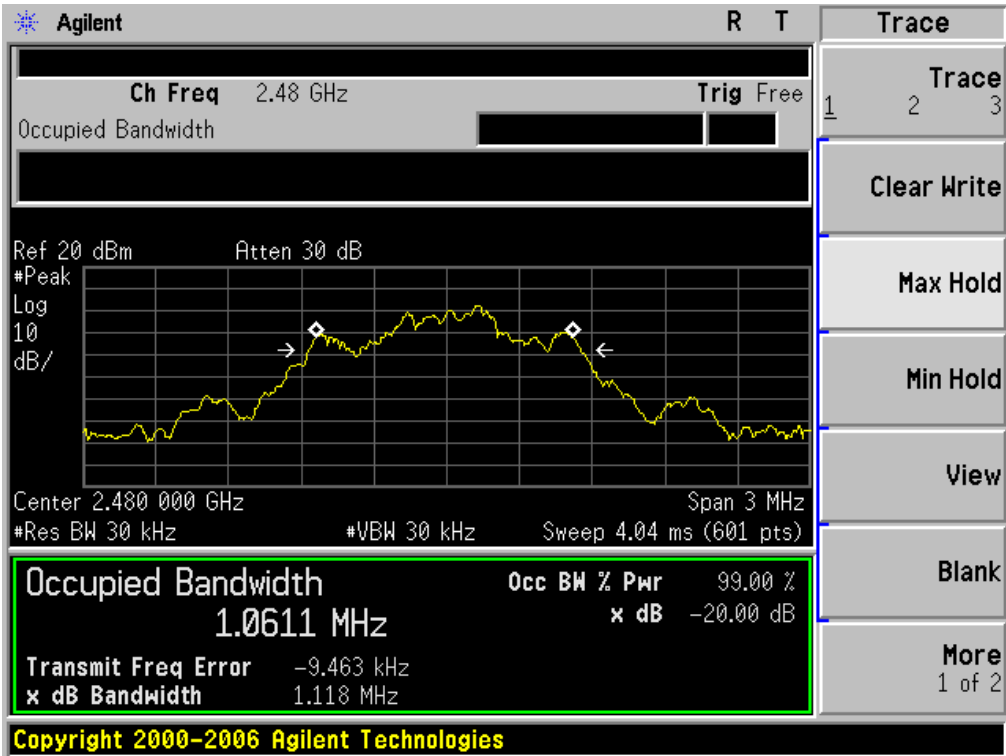 Agilent R T
Ch Freq 2.48 GHz Trig Free
Occupied Bandwidth
Ref 20 dBm Atten 30 dB
#Peak
Log
10
dB/
Center 2.480 000 GHz Span 3 MHz
#Res BW 30 kHz #VBW 30 kHz Sweep 4.04 ms (601 pts)
Occupied Bandwidth
1.0611 MHz
Occ BW % Pwr 99.00 %
x dB -20.00 dB
Transmit Freq Error -9.463 kHz
x dB Bandwidth 1.118 MHz
Copyright 2000-2006 Agilent Technologies
Trace
Trace
1 2 3
Clear Write
Max Hold
Min Hold
View
Blank
More
1 of 2